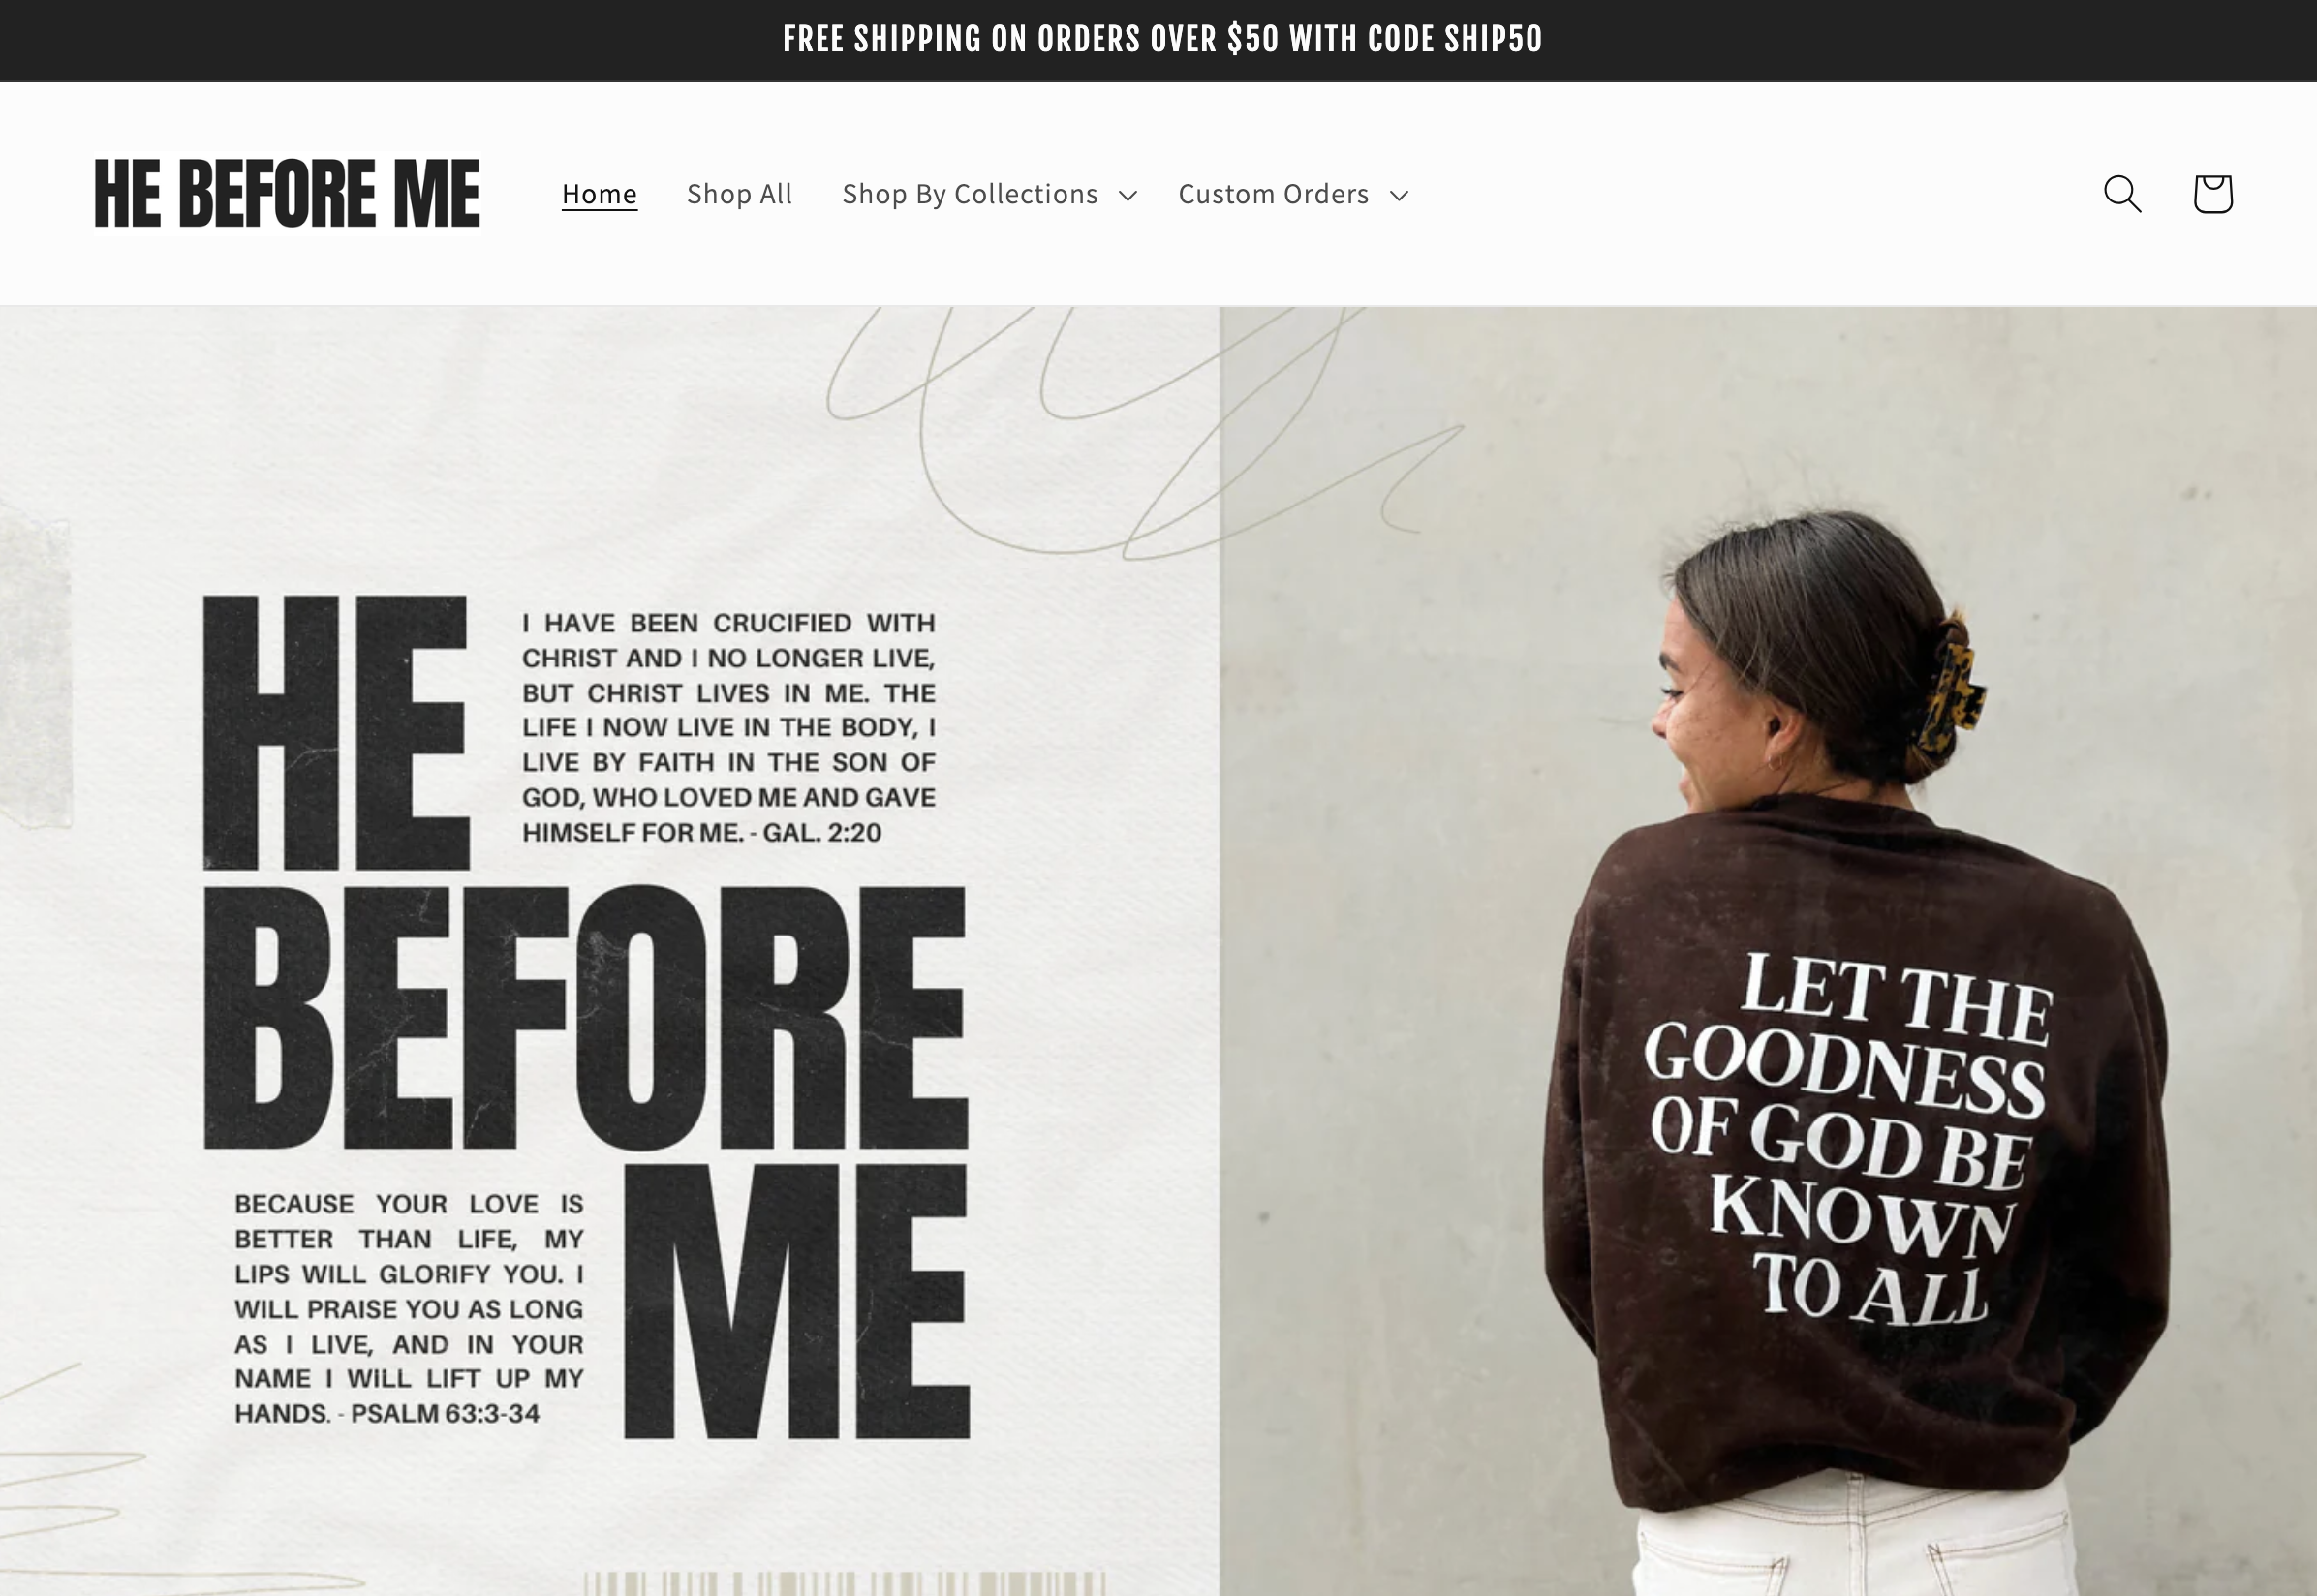 FREE SHIPPING ON ORDERS OVER $50 WITH CODE SHIP50
HE BEFORE ME
Home
Shop All
Shop By Collections
Custom Orders
HE
I HAVE BEEN CRUCIFIED WITH
CHRIST AND I NO LONGER LIVE,
BUT CHRIST LIVES IN ME. THE
LIFE I NOW LIVE IN THE BODY, I
LIVE BY FAITH IN THE SON OF
GOD, WHO LOVED ME AND GAVE
HIMSELF FOR ME. - GAL. 2:20
BEFORE
BECAUSE YOUR LOVE IS
BETTER THAN LIFE, MY
LIPS WILL GLORIFY YOU. I
WILL PRAISE YOU AS LONG
AS I LIVE, AND IN YOUR
NAME I WILL LIFT UP MY
HANDS. - PSALM 63:3-34
ME
LET THE
GOODNESS
OF GOD BE
KNOWN
TO ALL